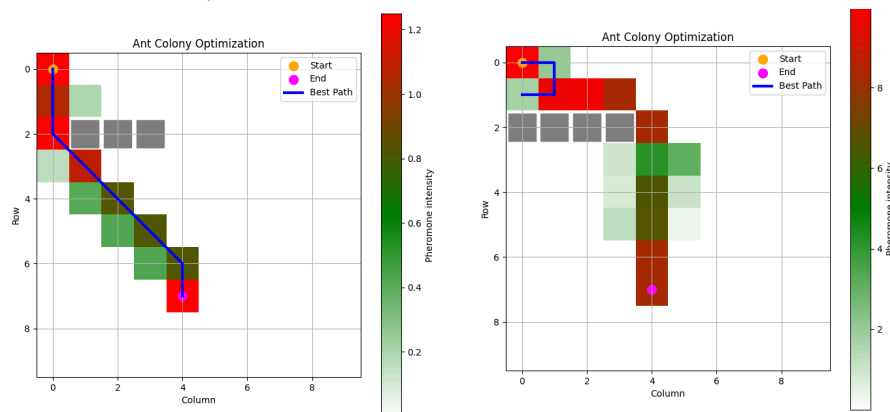 Ant Colony Optimization
Start
End
Best Path
0
2
4
6
8
Row
0
2
4
6
8
Column
1.2
1.0
0.8
0.6
0.4
0.2
Pheromone intensity
Ant Colony Optimization
Start
End
Best Path
0
2
4
6
8
Row
0
2
4
6
8
Column
8
6
4
2
Pheromone intensity